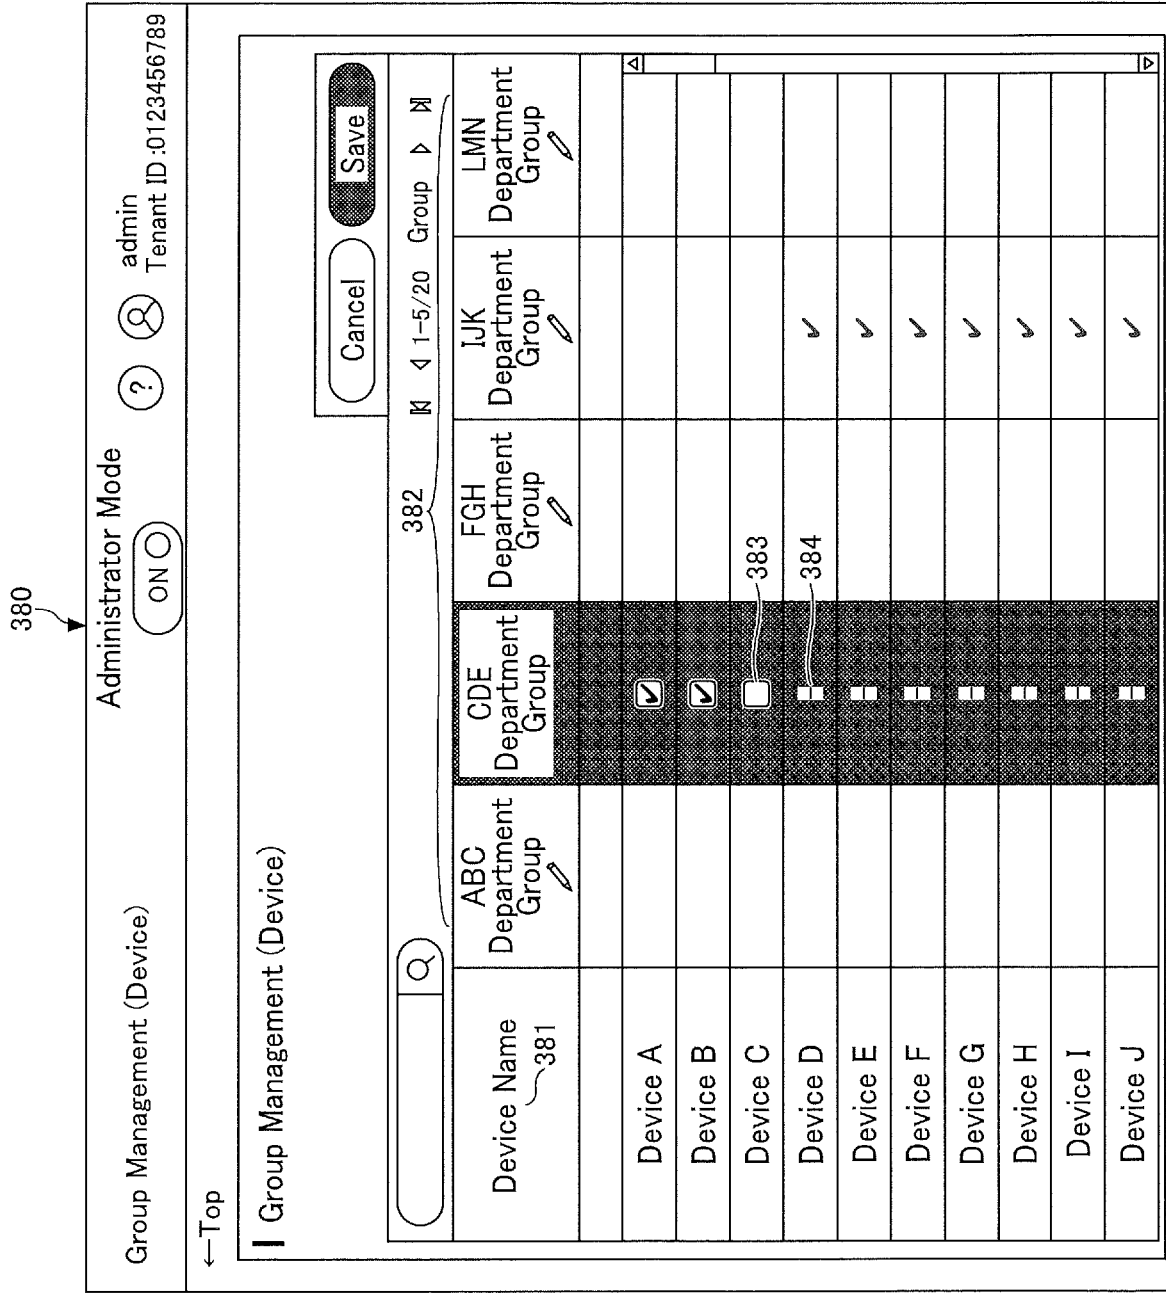 380
Group Management (Device)
Administrator Mode
ON
?
admin
Tenant ID :0123456789
←Top
Group Management (Device)
Cancel
Save
382
1-5/20 Group
Device Name
381
ABC
Department
Group
CDE
Department
Group
FGH
Department
Group
IJK
Department
Group
LMN
Department
Group
Device A
Device B
Device C
383
Device D
384
Device E
Device F
Device G
Device H
Device I
Device J